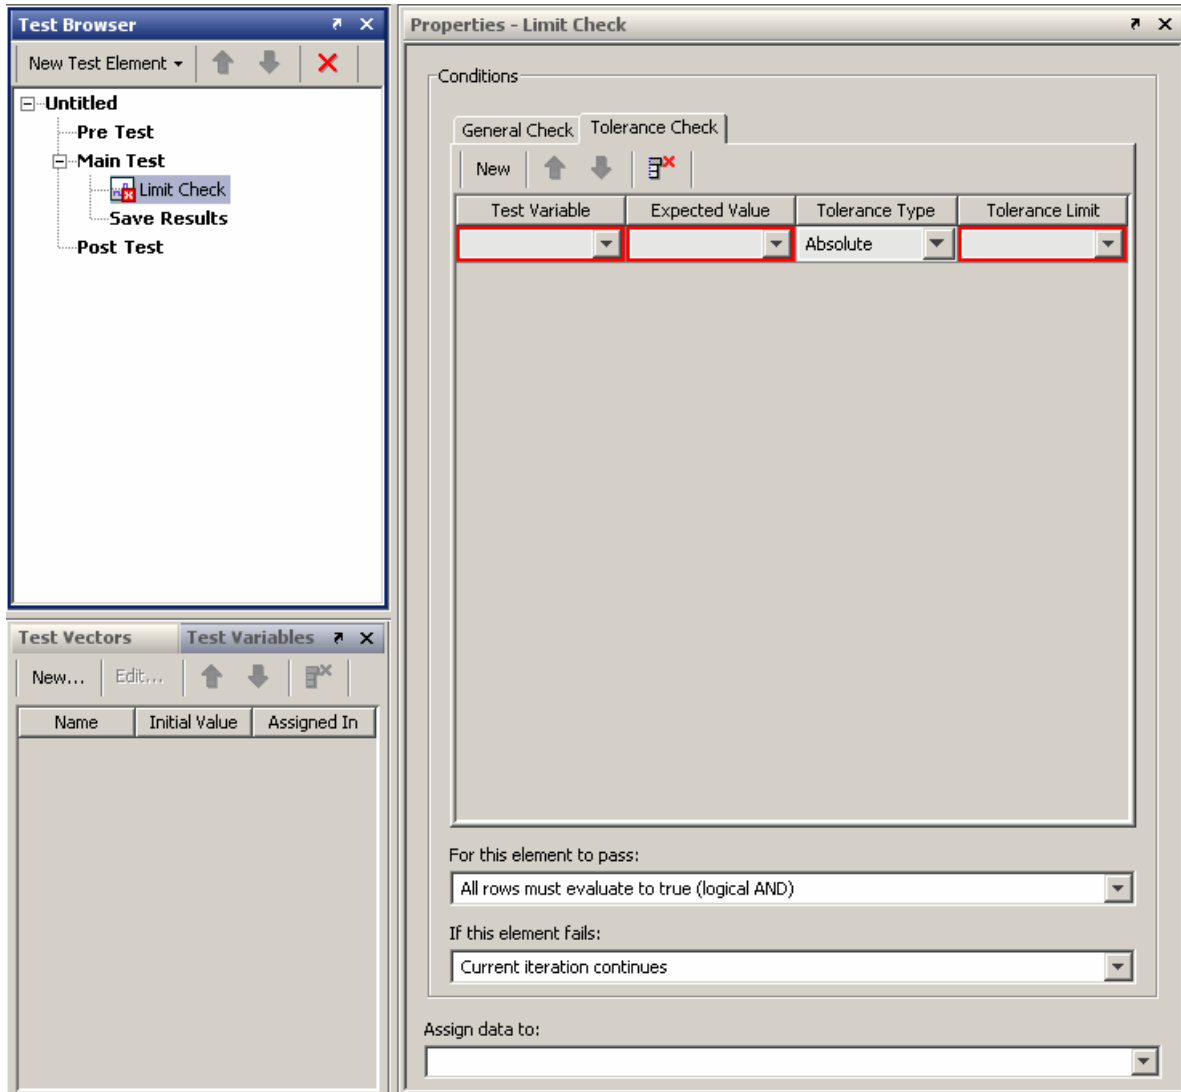 Test Browser
New Test Element
Untitled
Pre Test
Main Test
Limit Check
Save Results
Post Test
Test Vectors Test Variables
New... Edit...
Name Initial Value Assigned In
Properties - Limit Check
Conditions
General Check Tolerance Check
New
Test Variable Expected Value Tolerance Type Tolerance Limit
Absolute
For this element to pass:
All rows must evaluate to true (logical AND)
If this element fails:
Current iteration continues
Assign data to: